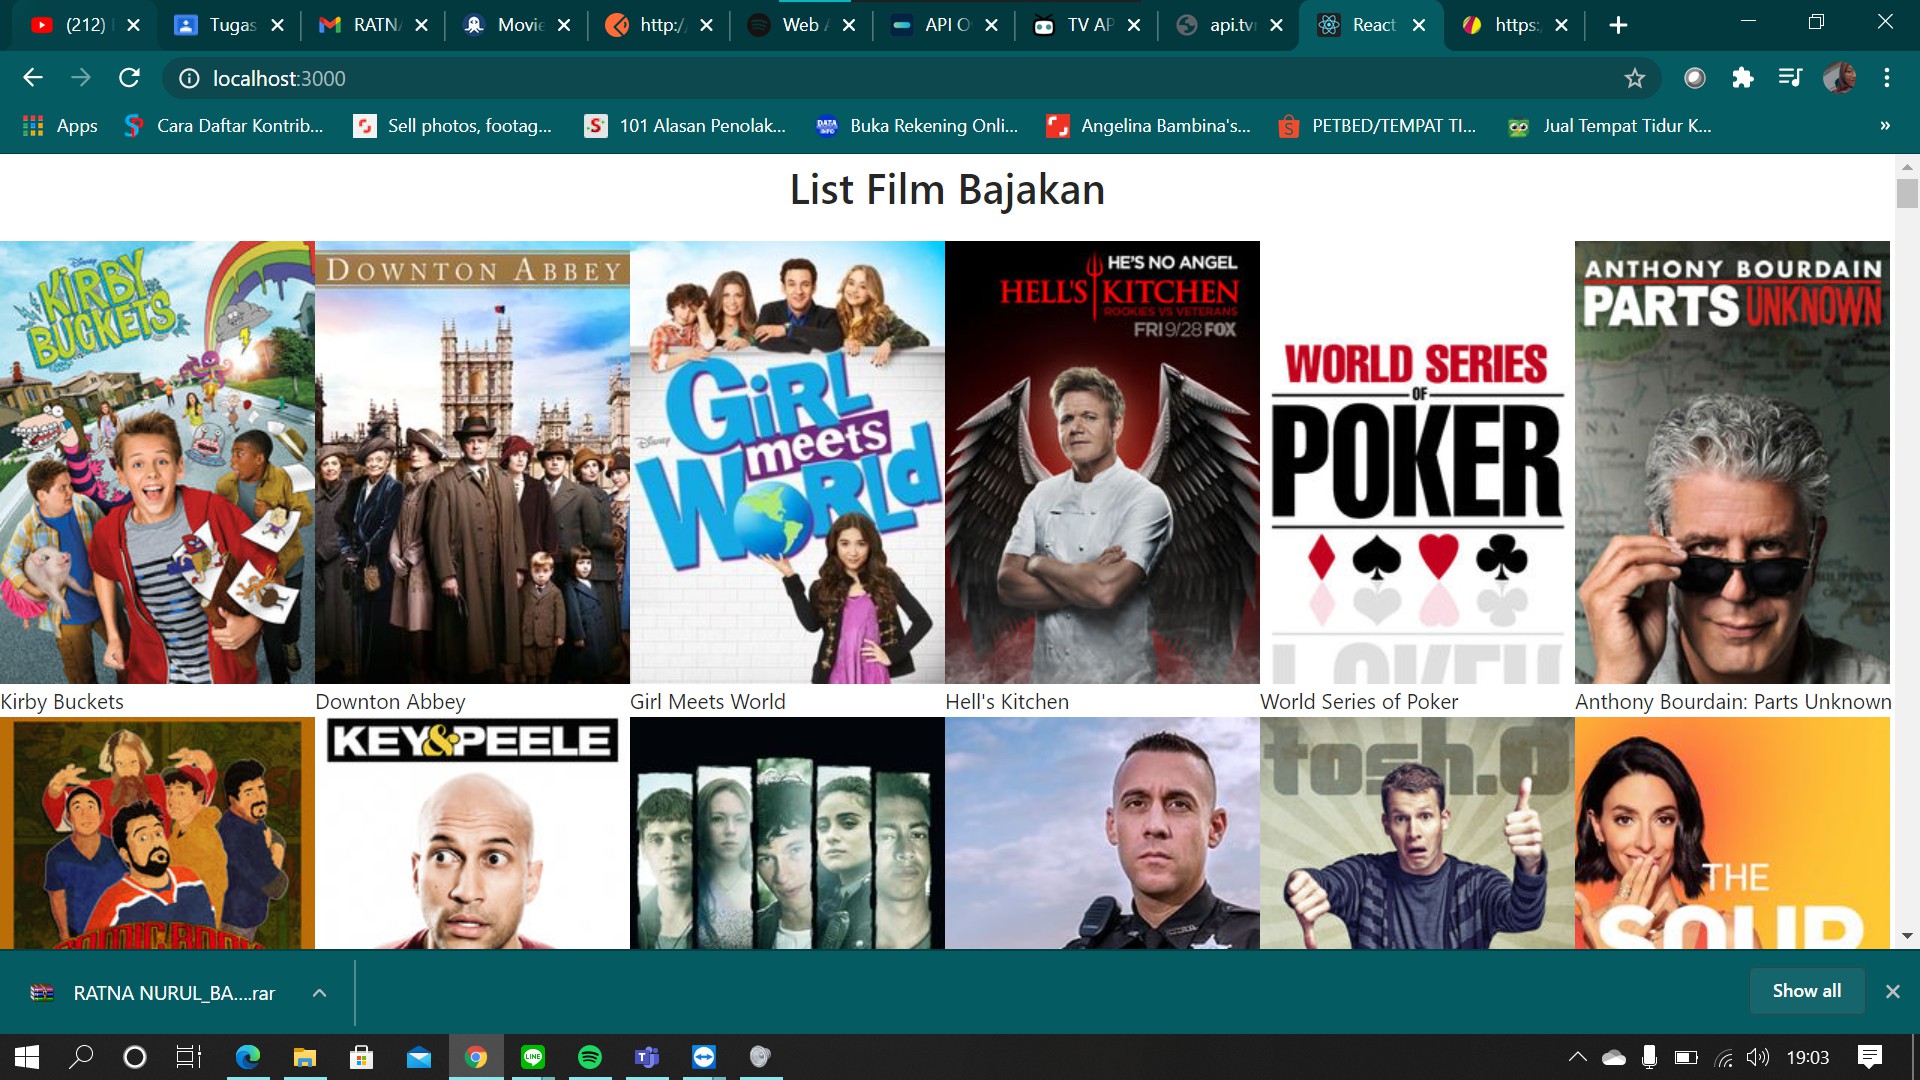 (212)
Tugas
RATN
Movie
http:/
Web A
API O
TV AP
api.tv
React
https:
localhost:3000
Apps
Cara Daftar Kontrib...
Sell photos, footag...
101 Alasan Penolak...
Buka Rekening Onli...
Angelina Bambina's...
PETBED/TEMPAT TI...
Jual Tempat Tidur K...
»
List Film Bajakan
Disney
KIRBY
BUCKETS
DOWNTON ABBEY
Disney
GIRL
meets
WORLD
HE'S NO ANGEL
HELL'S KITCHEN
ROOKIES VS VETERANS
FRI 9/28 FOX
WORLD SERIES
OF
POKER
ANTHONY BOURDAIN
PARTS UNKNOWN
Kirby Buckets
Downton Abbey
Girl Meets World
Hell's Kitchen
World Series of Poker
Anthony Bourdain: Parts Unknown
COMIC BOOK
KEY&PEELE
tosh.0
THE
SOUP
RATNA NURUL_BA....rar
Show all
19:03